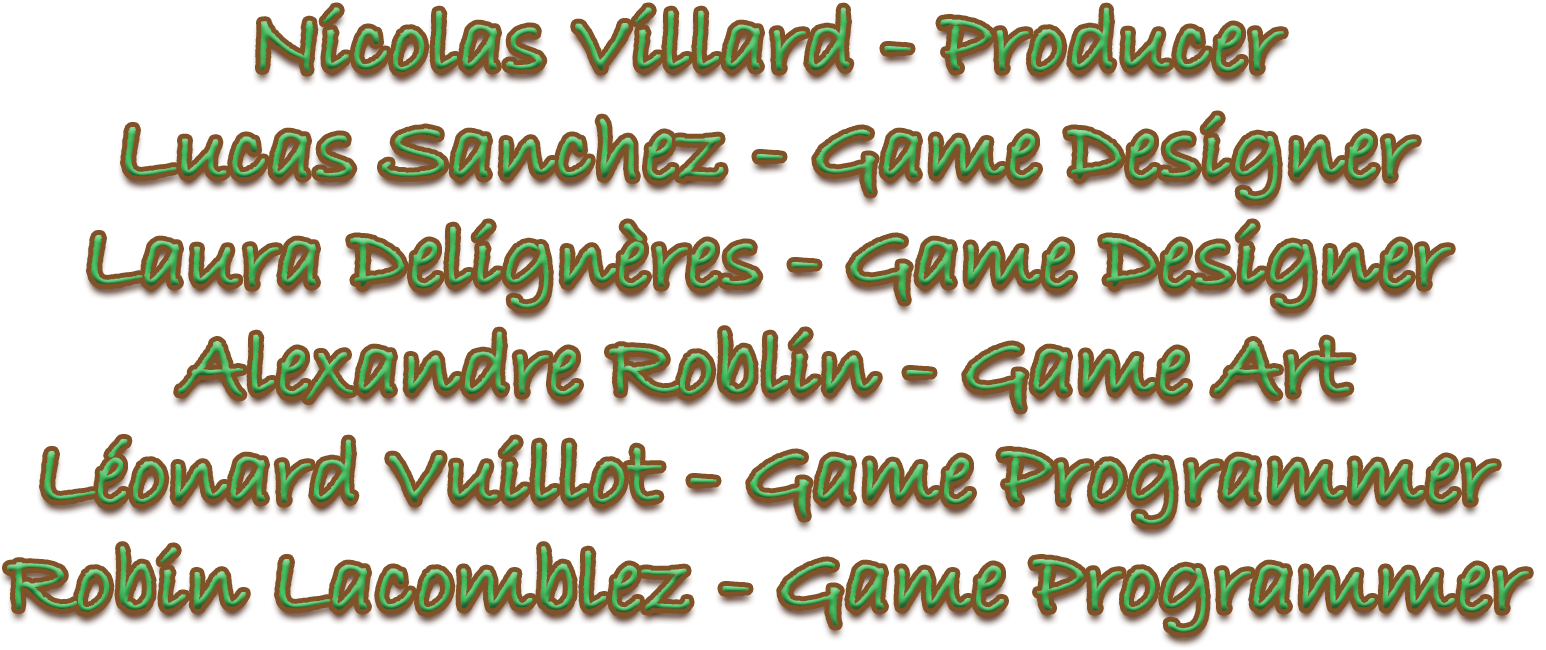 Nicolas Villard - Producer
Lucas Sanchez - Game Designer
Laura Delignères - Game Designer
Alexandre Roblin - Game Art
Léonard Vuillot - Game Programmer
Robin Lacomblez - Game Programmer